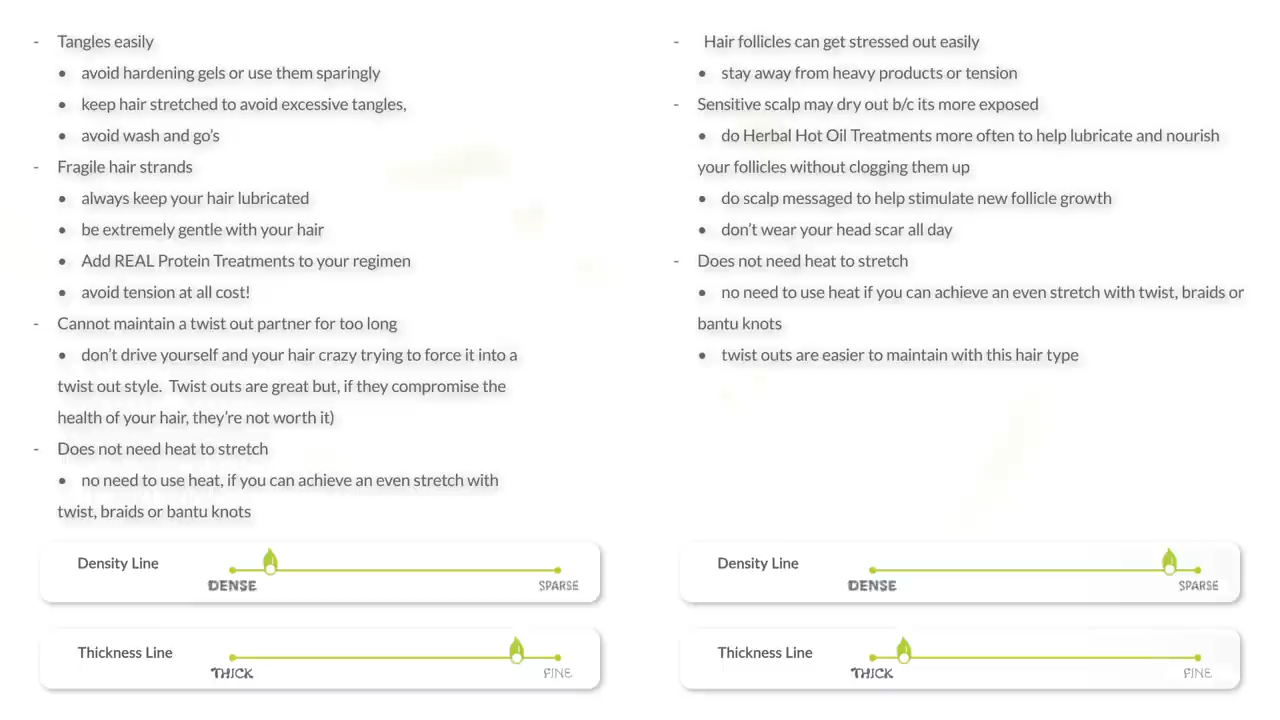 - Tangles easily
• avoid hardening gels or use them sparingly
• keep hair stretched to avoid excessive tangles,
• avoid wash and go's
- Fragile hair strands
• always keep your hair lubricated
• be extremely gentle with your hair
• Add REAL Protein Treatments to your regimen
• avoid tension at all cost!
- Cannot maintain a twist out partner for too long
• don't drive yourself and your hair crazy trying to force it into a
twist out style. Twist outs are great but, if they compromise the
health of your hair, they're not worth it)
- Does not need heat to stretch
• no need to use heat, if you can achieve an even stretch with
twist, braids or bantu knots
Density Line
DENSE
SPARSE
Thickness Line
THICK
FINE
- Hair follicles can get stressed out easily
• stay away from heavy products or tension
- Sensitive scalp may dry out b/c its more exposed
• do Herbal Hot Oil Treatments more often to help lubricate and nourish
your follicles without clogging them up
• do scalp messaged to help stimulate new follicle growth
• don't wear your head scar all day
- Does not need heat to stretch
• no need to use heat if you can achieve an even stretch with twist, braids or
bantu knots
• twist outs are easier to maintain with this hair type
Density Line
DENSE
SPARSE
Thickness Line
THICK
FINE